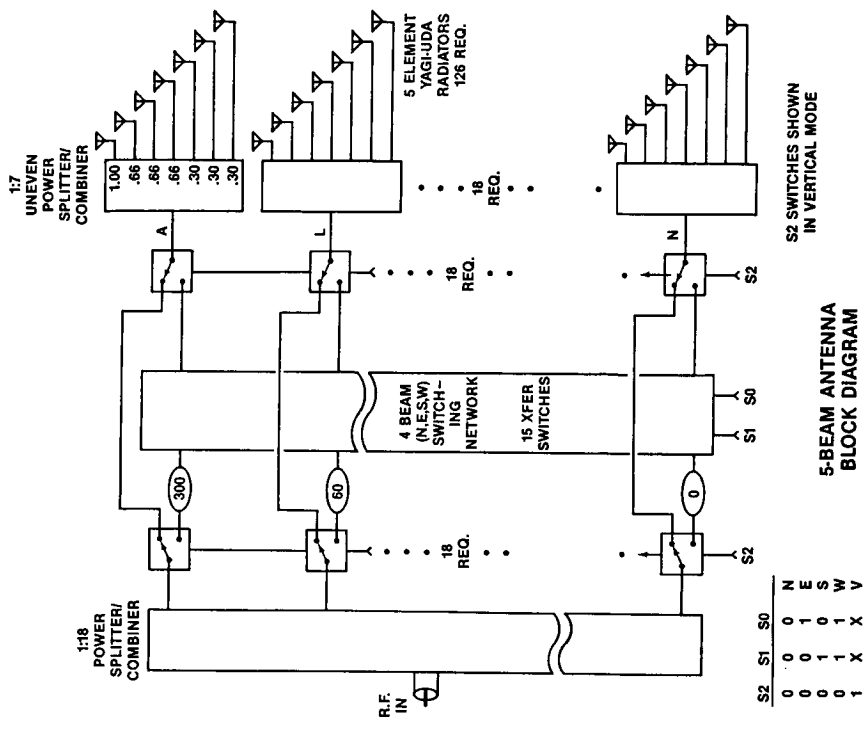 1:18
POWER
SPLITTER/
COMBINER
R.F.
IN
300
60
0
18
REQ.
S2
4 BEAM
(N,E,S,W)
SWITCH-
ING
NETWORK
15 XFER
SWITCHES
S1
S0
18
REQ.
S2
A
L
N
1:7
UNEVEN
POWER
SPLITTER/
COMBINER
1.00
.66
.66
.66
.30
.30
.30
18
REQ.
5 ELEMENT
YAGI-UDA
RADIATORS
126 REQ.
S2 SWITCHES SHOWN
IN VERTICAL MODE
S2 S1 S0
0 0 0 N
0 0 1 E
0 1 0 S
0 1 1 W
1 X X V
5-BEAM ANTENNA
BLOCK DIAGRAM